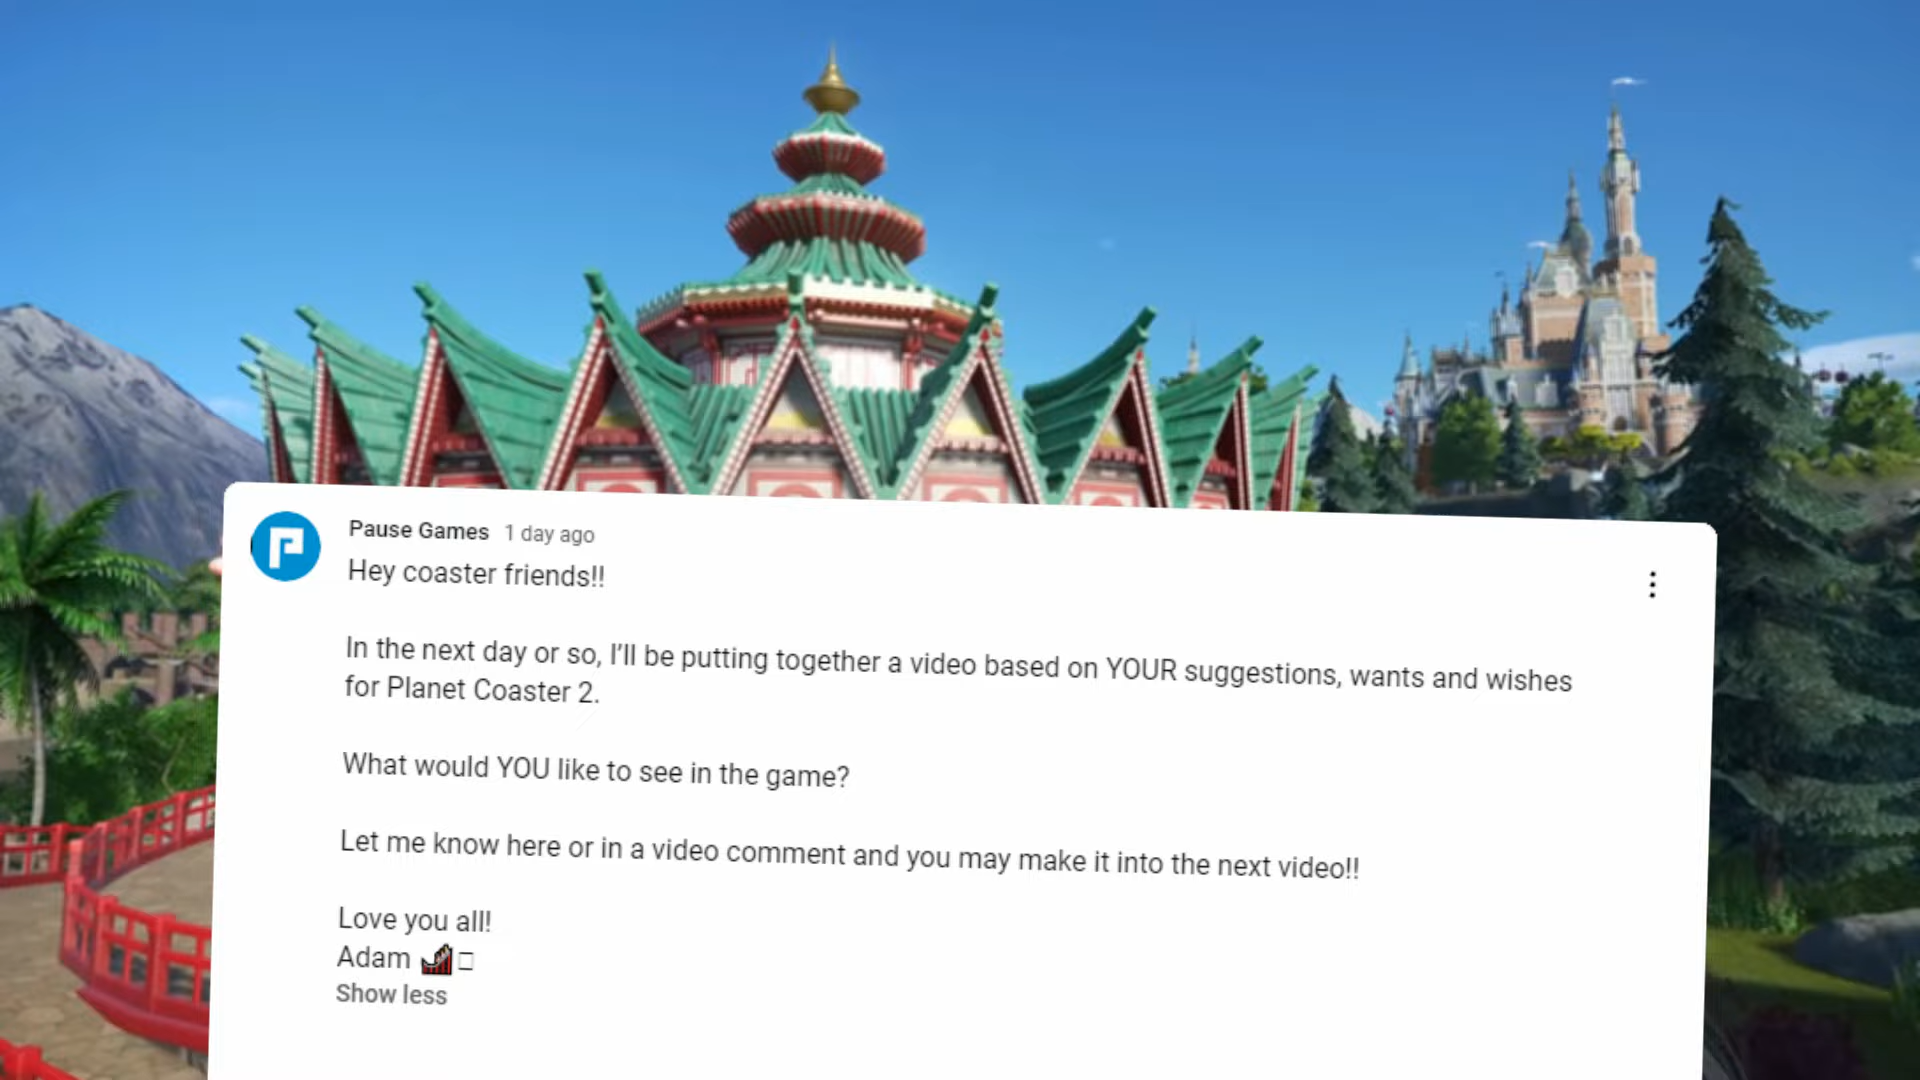 Pause Games 1 day ago
Hey coaster friends!!
In the next day or so, I’ll be putting together a video based on YOUR suggestions, wants and wishes
for Planet Coaster 2.
What would YOU like to see in the game?
Let me know here or in a video comment and you may make it into the next video!!
Love you all!
Adam 🎢□
Show less